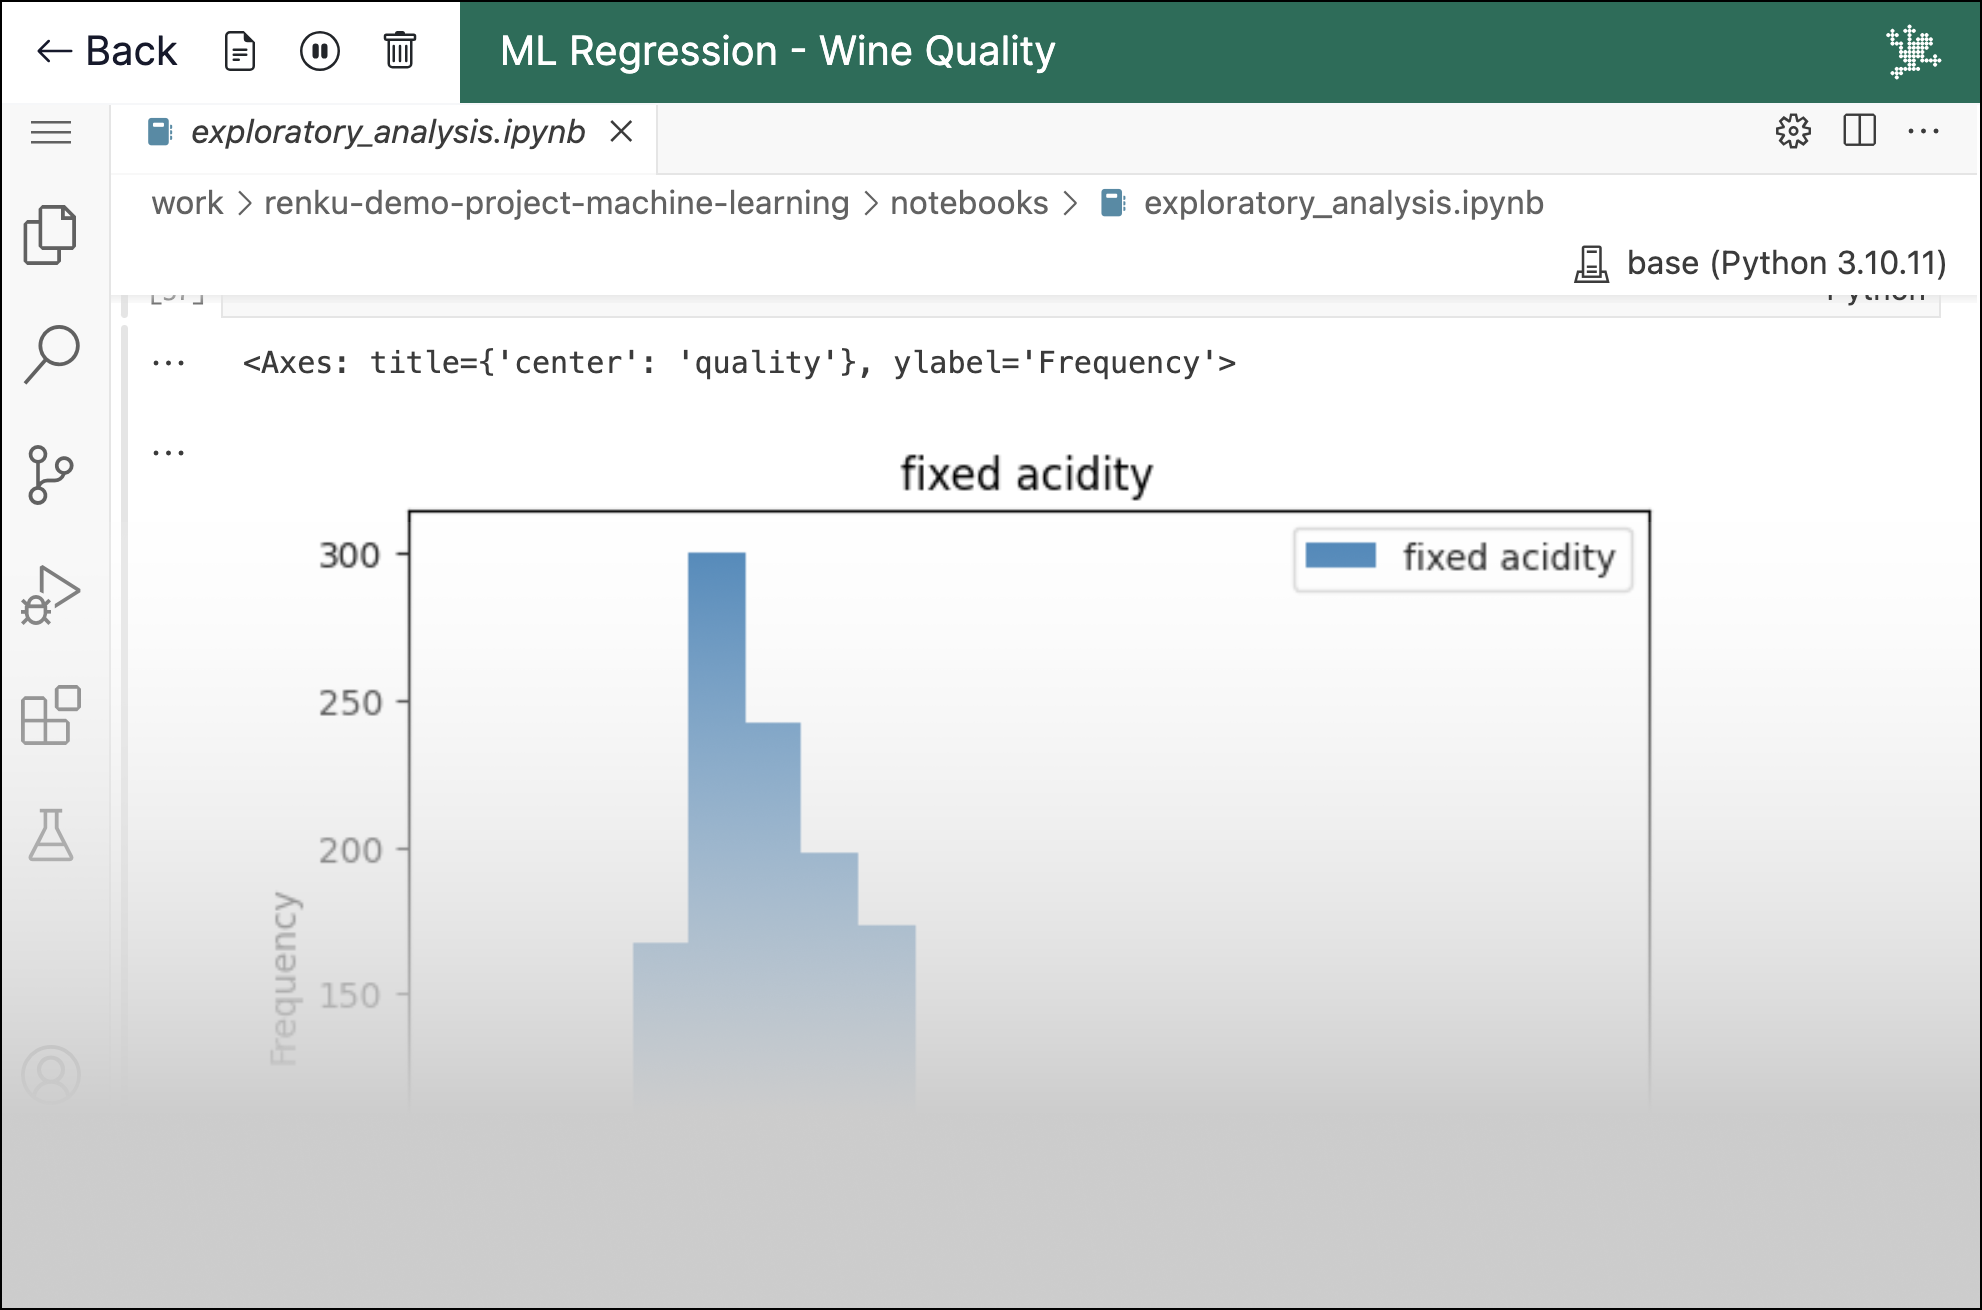 Back
ML Regression - Wine Quality
exploratory_analysis.ipynb
work > renku-demo-project-machine-learning > notebooks > exploratory_analysis.ipynb
base (Python 3.10.11)
Python
... <Axes: title={'center': 'quality'}, ylabel='Frequency'>
...
fixed acidity
fixed acidity
300
250
200
150
Frequency